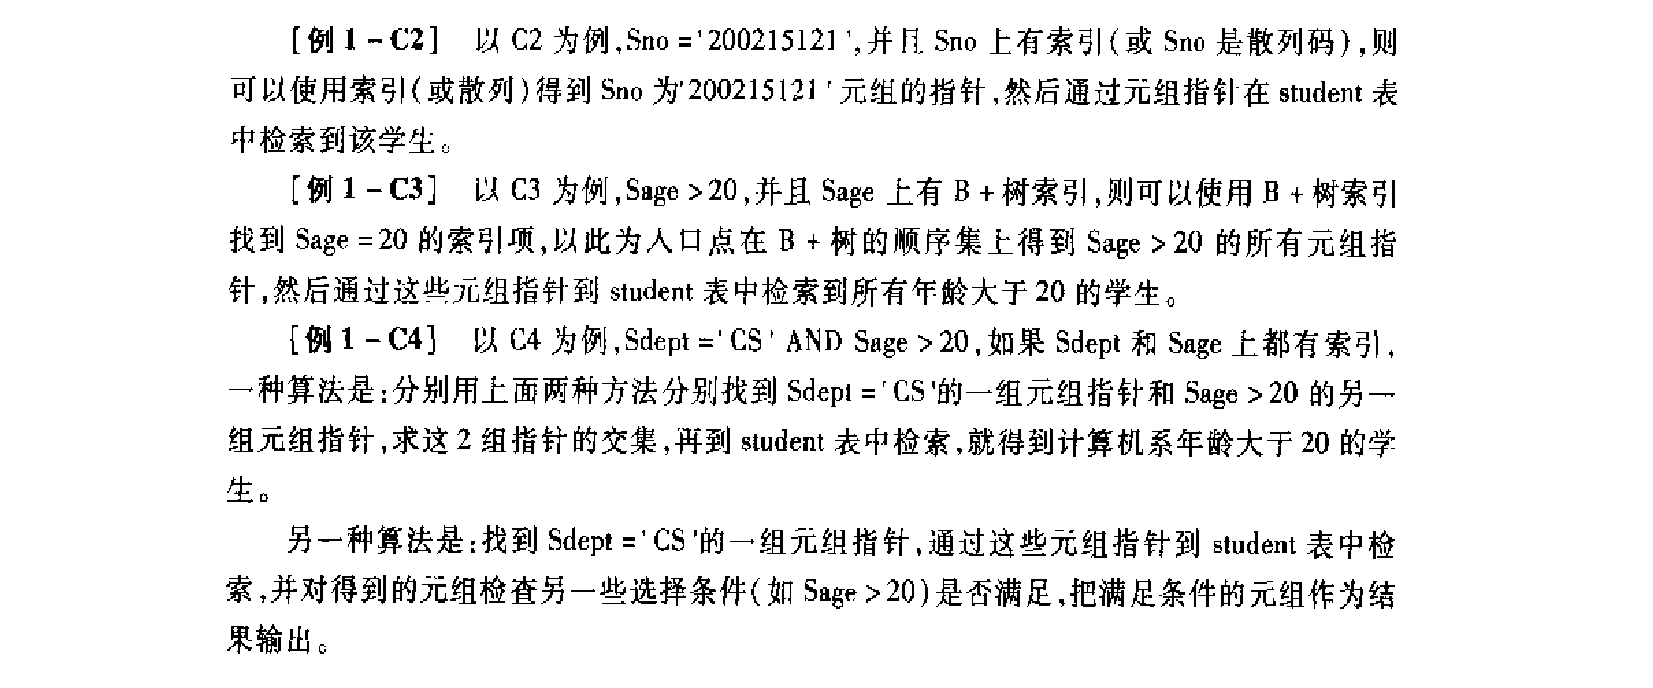 [例 1-C2] 以 C2 为例,Sno='200215121',并且 Sno 上有索引(或 Sno 是散列码),则
可以使用索引(或散列)得到 Sno 为'200215121'元组的指针,然后通过元组指针在 student 表
中检索到该学生。
[例 1-C3] 以 C3 为例,Sage>20,并且 Sage 上有 B+树索引,则可以使用 B+树索引
找到 Sage=20 的索引项,以此为入口点在 B+树的顺序集上得到 Sage>20 的所有元组指
针,然后通过这些元组指针到 student 表中检索到所有年龄大于 20 的学生。
[例 1-C4] 以 C4 为例,Sdept='CS' AND Sage>20,如果 Sdept 和 Sage 上都有索引,
一种算法是:分别用上面两种方法分别找到 Sdept='CS'的一组元组指针和 Sage>20 的另一
组元组指针,求这 2 组指针的交集,再到 student 表中检索,就得到计算机系年龄大于 20 的学
生。
另一种算法是:找到 Sdept='CS'的一组元组指针,通过这些元组指针到 student 表中检
索,并对得到的元组检查另一些选择条件(如 Sage>20)是否满足,把满足条件的元组作为结
果输出。